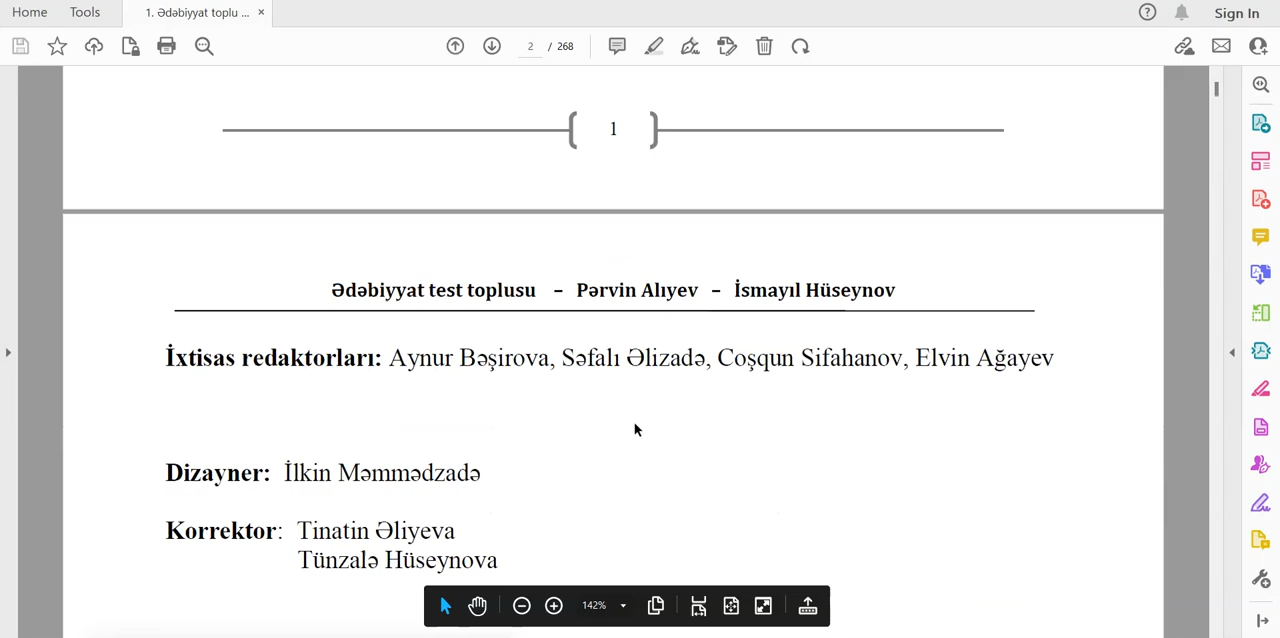 Home Tools 1. Ədəbiyyat toplu ... × Sign In
2 / 268
1
Ədəbiyyat test toplusu – Pərvin Alıyev – İsmayıl Hüseynov
İxtisas redaktorları: Aynur Bəşirova, Səfalı Əlizadə, Coşqun Sifahanov, Elvin Ağayev
Dizayner: İlkin Məmmədzadə
Korrektor: Tinatin Əliyeva
Tünzalə Hüseynova
142%